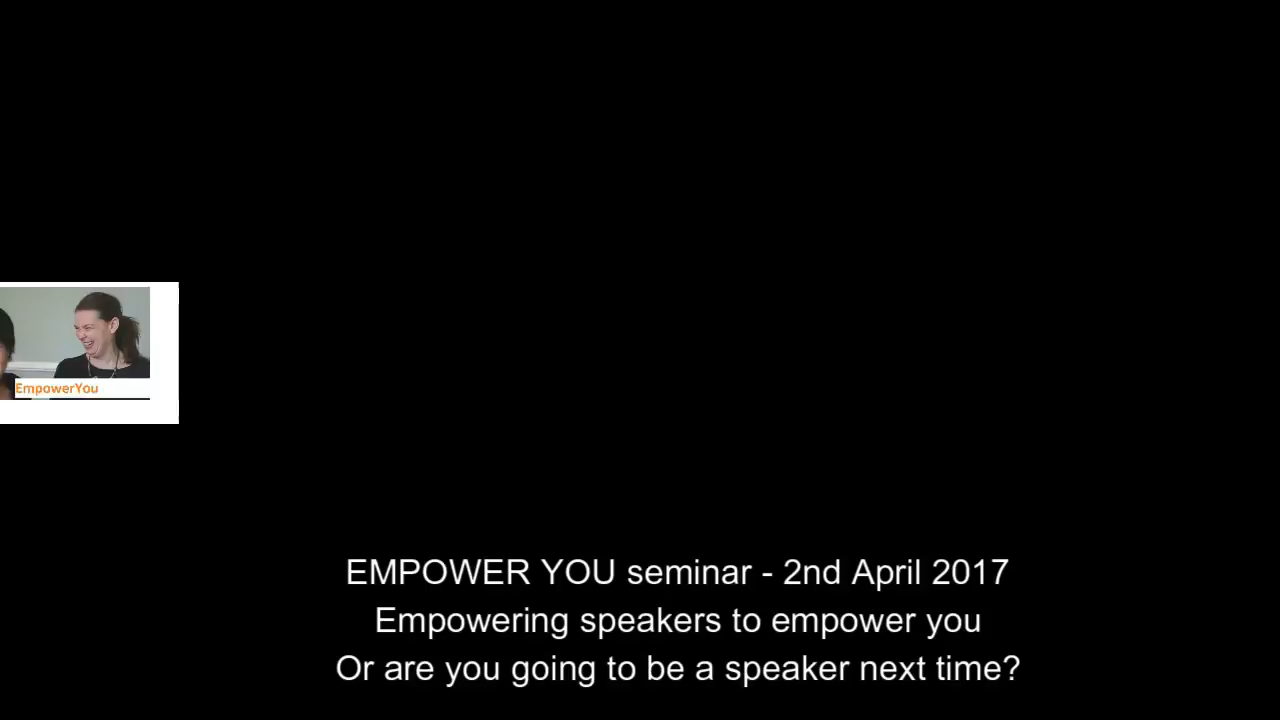 EmpowerYou
EMPOWER YOU seminar - 2nd April 2017
Empowering speakers to empower you
Or are you going to be a speaker next time?